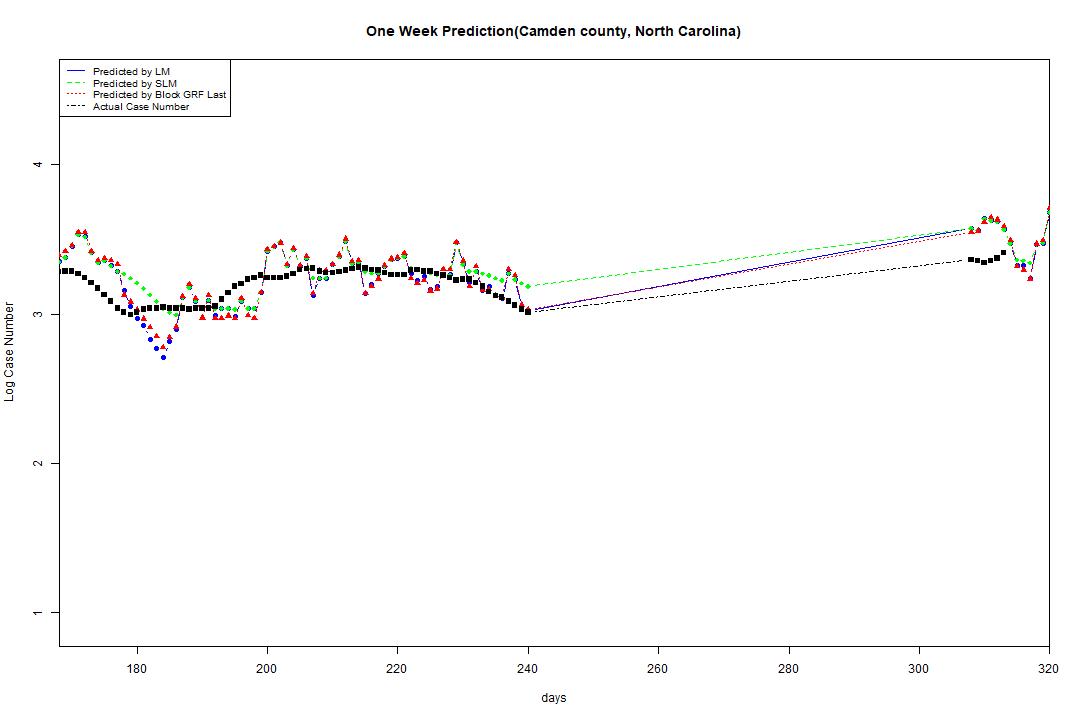 One Week Prediction(Camden county, North Carolina)
Predicted by LM
Predicted by SLM
Predicted by Block GRF Last
Actual Case Number
4
3
2
1
Log Case Number
180 200 220 240 260 280 300 320
days